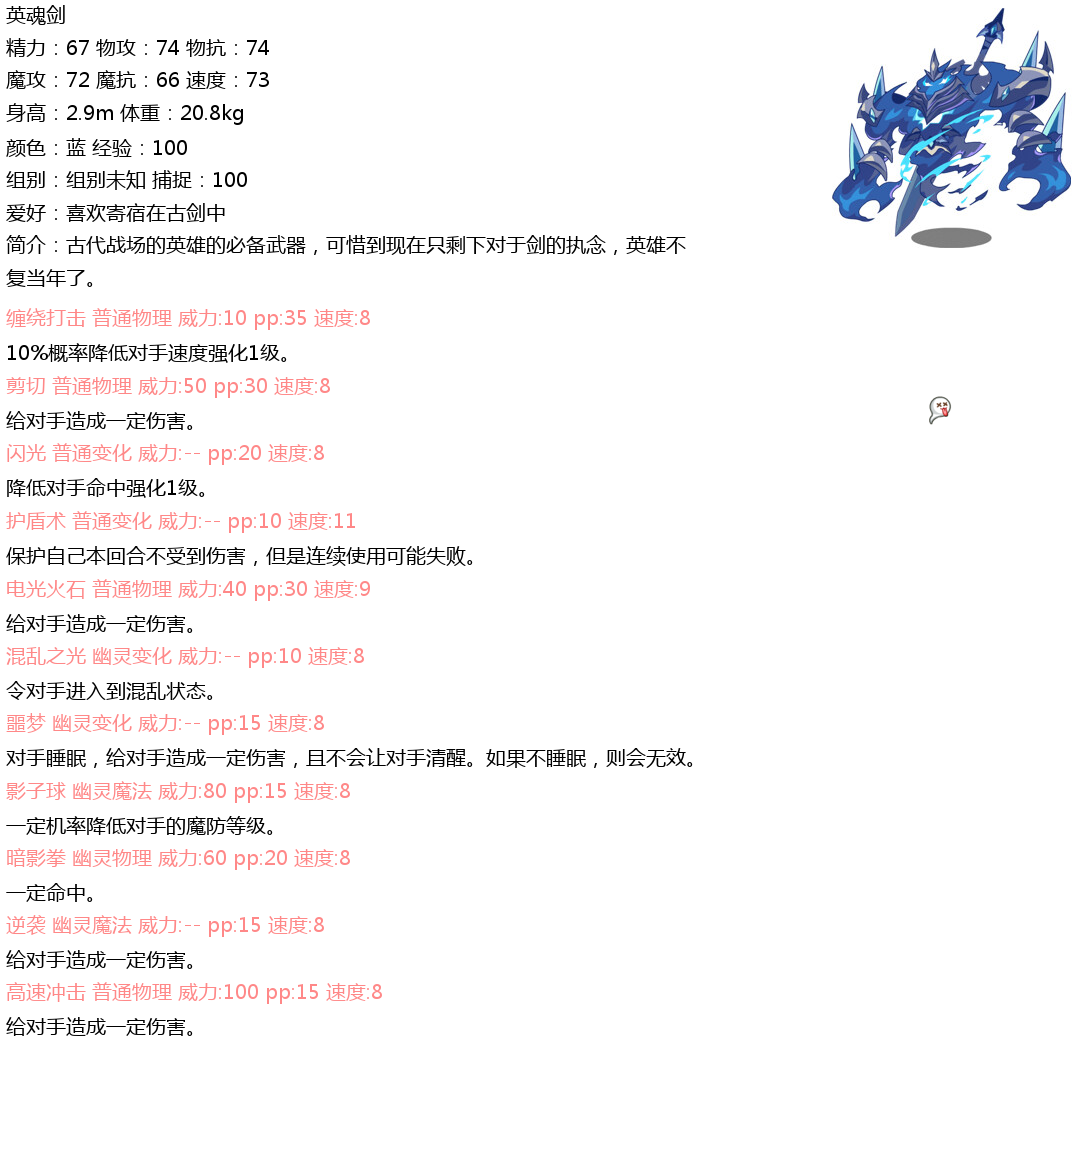 英魂剑
精力：67 物攻：74 物抗：74
魔攻：72 魔抗：66 速度：73
身高：2.9m 体重：20.8kg
颜色：蓝 经验：100
组别：组别未知 捕捉：100
爱好：喜欢寄宿在古剑中
简介：古代战场的英雄的必备武器，可惜到现在只剩下对于剑的执念，英雄不
复当年了。
缠绕打击 普通物理 威力:10 pp:35 速度:8
10%概率降低对手速度强化1级。
剪切 普通物理 威力:50 pp:30 速度:8
给对手造成一定伤害。
闪光 普通变化 威力:-- pp:20 速度:8
降低对手命中强化1级。
护盾术 普通变化 威力:-- pp:10 速度:11
保护自己本回合不受到伤害，但是连续使用可能失败。
电光火石 普通物理 威力:40 pp:30 速度:9
给对手造成一定伤害。
混乱之光 幽灵变化 威力:-- pp:10 速度:8
令对手进入到混乱状态。
噩梦 幽灵变化 威力:-- pp:15 速度:8
对手睡眠，给对手造成一定伤害，且不会让对手清醒。如果不睡眠，则会无效。
影子球 幽灵魔法 威力:80 pp:15 速度:8
一定机率降低对手的魔防等级。
暗影拳 幽灵物理 威力:60 pp:20 速度:8
一定命中。
逆袭 幽灵魔法 威力:-- pp:15 速度:8
给对手造成一定伤害。
高速冲击 普通物理 威力:100 pp:15 速度:8
给对手造成一定伤害。